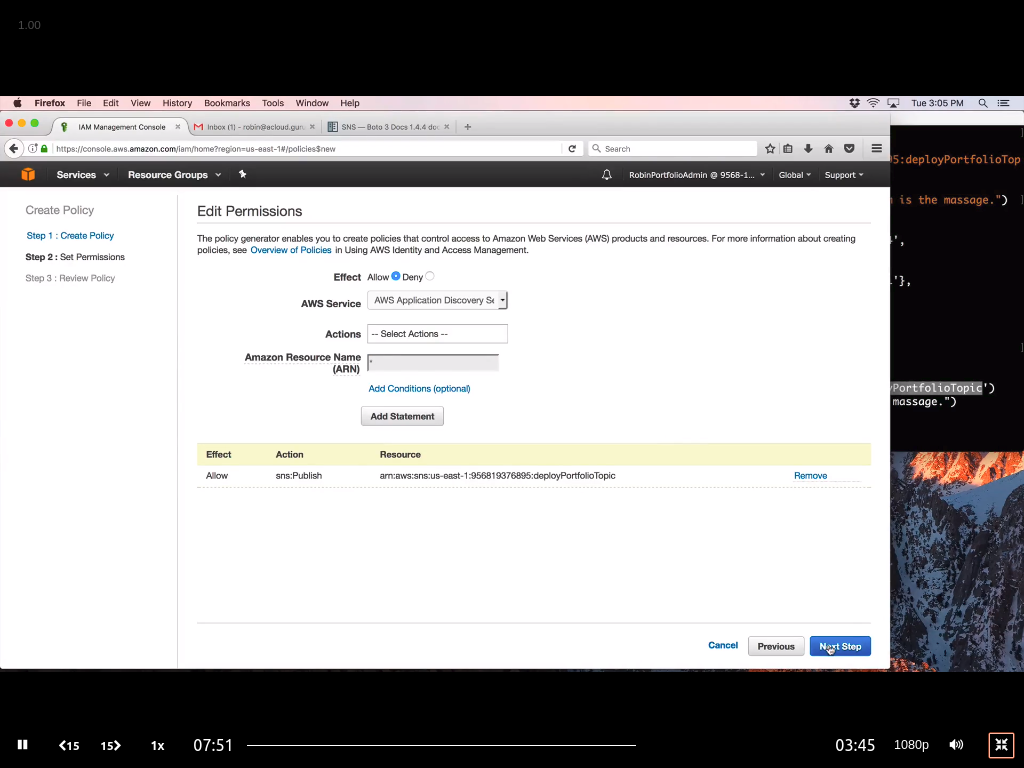 1.00
Firefox File Edit View History Bookmarks Tools Window Help
Tue 3:05 PM
IAM Management Console
Inbox (1) - robin@acloud.gur
SNS — Boto 3 Docs 1.4.4 do
https://console.aws.amazon.com/iam/home?region=us-east-1#/policies$new
Search
Services
Resource Groups
RobinPortfolioAdmin @ 9568-1...
Global
Support
Create Policy
Step 1 : Create Policy
Step 2 : Set Permissions
Step 3 : Review Policy
Edit Permissions
The policy generator enables you to create policies that control access to Amazon Web Services (AWS) products and resources. For more information about creating
policies, see Overview of Policies in Using AWS Identity and Access Management.
Effect Allow Deny
AWS Service AWS Application Discovery Se
Actions -- Select Actions --
Amazon Resource Name
(ARN) *
Add Conditions (optional)
Add Statement
Effect Action Resource
Allow sns:Publish arn:aws:sns:us-east-1:956819376895:deployPortfolioTopic Remove
Cancel Previous Next Step
95:deployPortfolioTop
is the massage.")
',
'},
yPortfolioTopic')
massage.")
15 15 1x 07:51 03:45 1080p